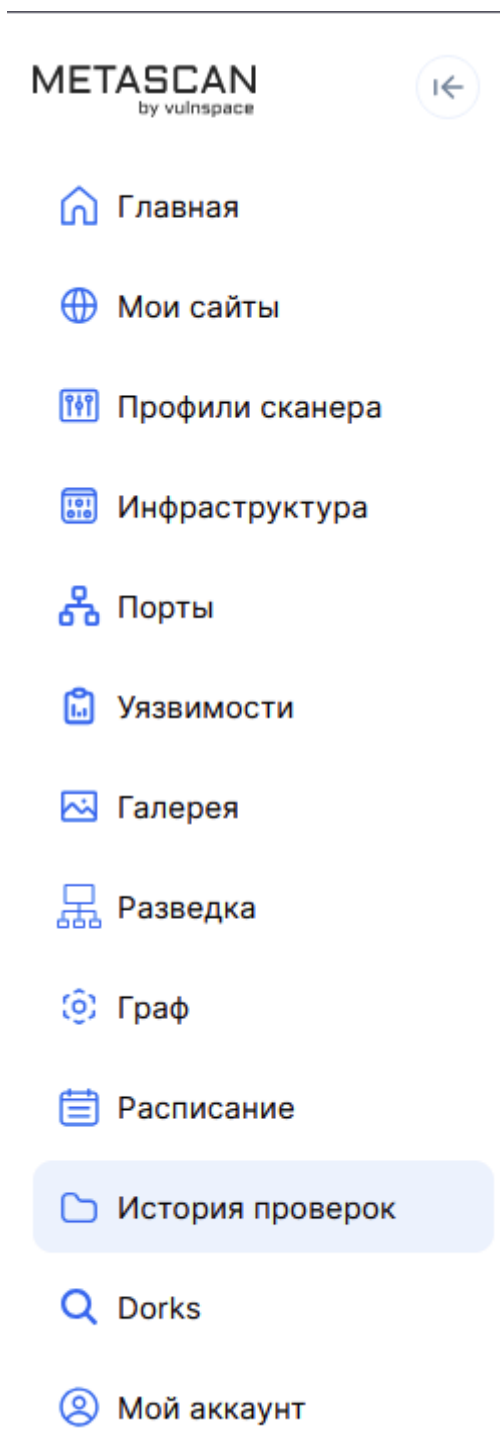 METASCAN
by vulnspace
Главная
Мои сайты
Профили сканера
Инфраструктура
Порты
Уязвимости
Галерея
Разведка
Граф
Расписание
История проверок
Dorks
Мой аккаунт